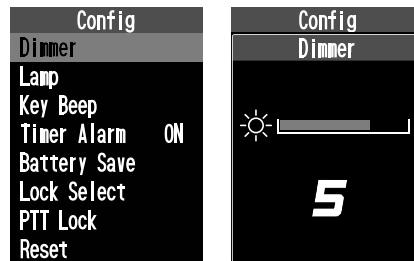 Config
Dimmer
Lamp
Key Beep
Timer Alarm ON
Battery Save
Lock Select
PTT Lock
Reset
Config
Dimmer
5